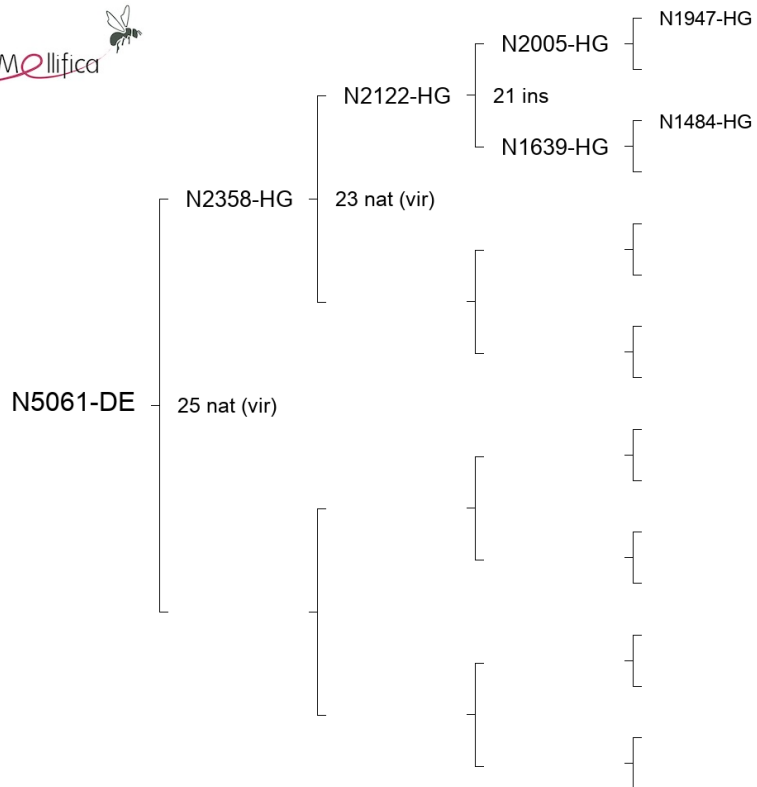 Mellifica
N1947-HG
N2005-HG
N2122-HG
21 ins
N1484-HG
N1639-HG
N2358-HG
23 nat (vir)
N5061-DE
25 nat (vir)